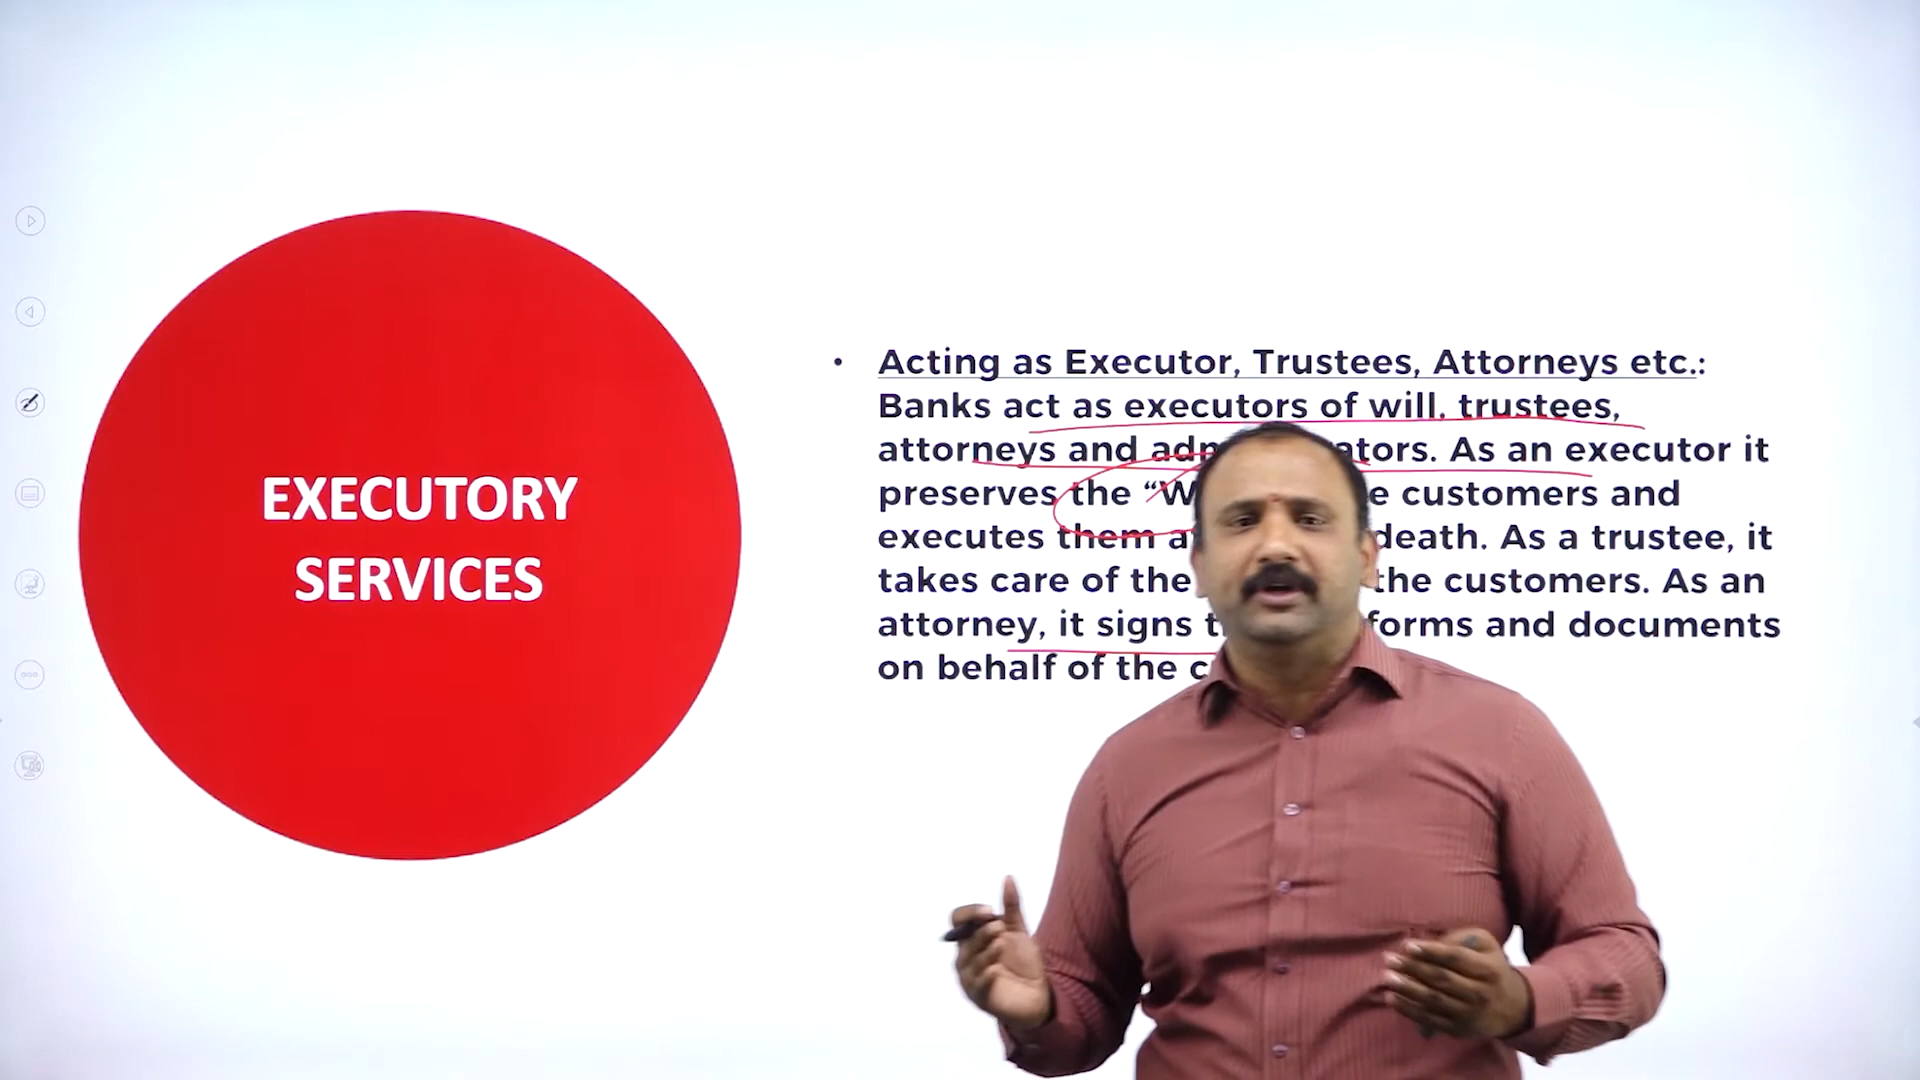 EXECUTORY
SERVICES
• Acting as Executor, Trustees, Attorneys etc.:
Banks act as executors of will. trustees,
attorneys and As an executor it
preserves the customers and
executes them death. As a trustee, it
takes care of the the customers. As an
attorney, it signs forms and documents
on behalf of the